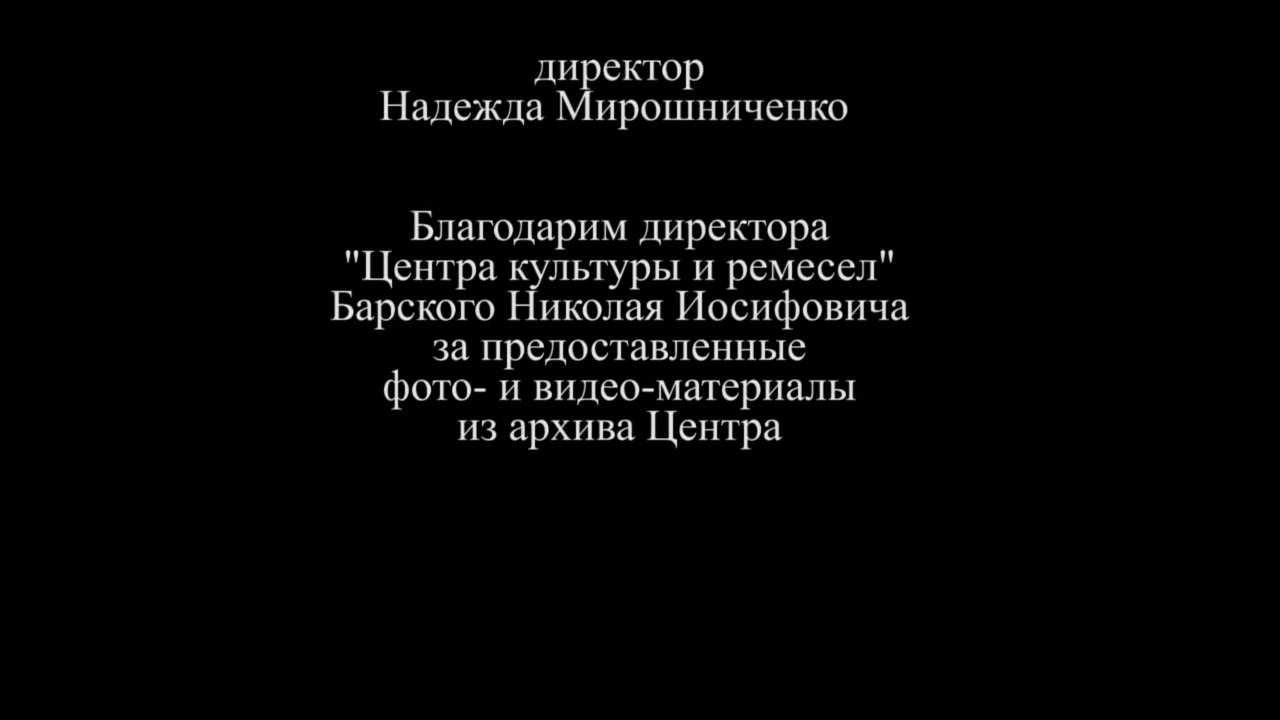 директор
Надежда Мирошниченко
Благодарим директора
"Центра культуры и ремесел"
Барского Николая Иосифовича
за предоставленные
фото- и видео-материалы
из архива Центра